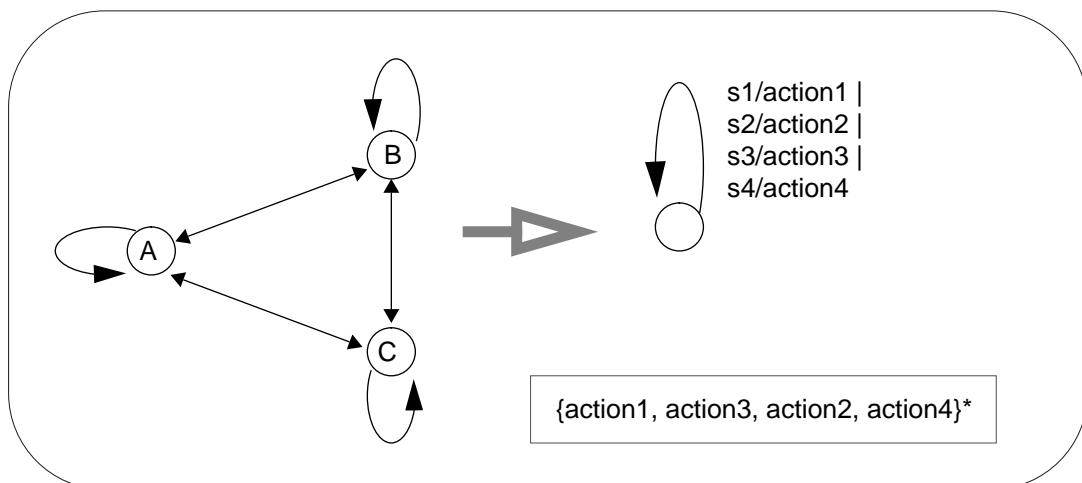 B
A
C
s1/action1 |
s2/action2 |
s3/action3 |
s4/action4
{action1, action3, action2, action4}*